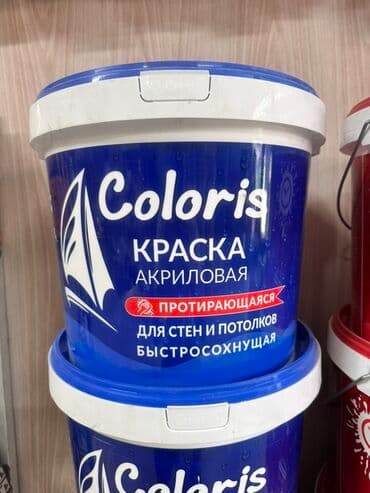 Coloris
КРАСКА
АКРИЛОВАЯ
ПРОТИРАЮЩАЯСЯ
ДЛЯ СТЕН И ПОТОЛКОВ
БЫСТРОСОХНУЩАЯ
Coloris